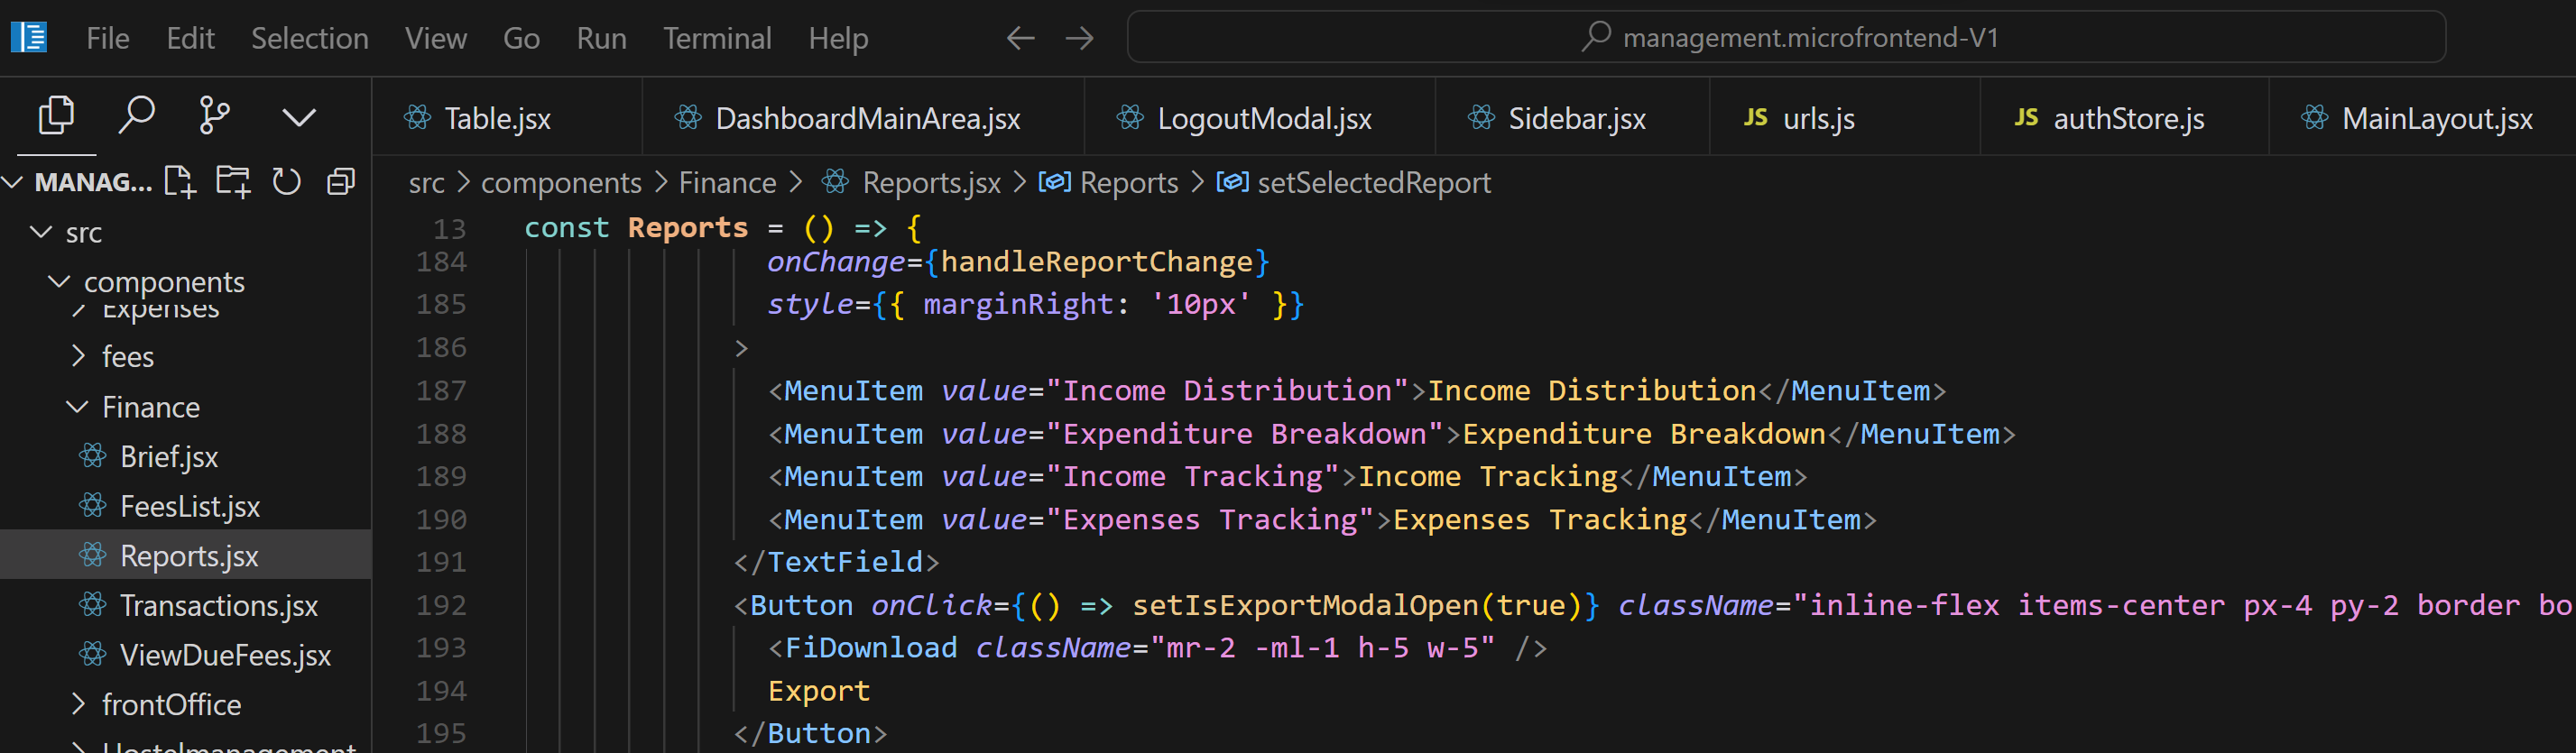 File Edit Selection View Go Run Terminal Help management.microfrontend-V1
Table.jsx DashboardMainArea.jsx LogoutModal.jsx Sidebar.jsx JS urls.js JS authStore.js MainLayout.jsx
MANAG...
src
components
Expenses
fees
Finance
Brief.jsx
FeesList.jsx
Reports.jsx
Transactions.jsx
ViewDueFees.jsx
frontOffice
Hostelmanagement
src > components > Finance > Reports.jsx > Reports > setSelectedReport
13 const Reports = () => {
184 onChange={handleReportChange}
185 style={{ marginRight: '10px' }}
186 >
187 <MenuItem value="Income Distribution">Income Distribution</MenuItem>
188 <MenuItem value="Expenditure Breakdown">Expenditure Breakdown</MenuItem>
189 <MenuItem value="Income Tracking">Income Tracking</MenuItem>
190 <MenuItem value="Expenses Tracking">Expenses Tracking</MenuItem>
191 </TextField>
192 <Button onClick={() => setIsExportModalOpen(true)} className="inline-flex items-center px-4 py-2 border bo
193 <FiDownload className="mr-2 -ml-1 h-5 w-5" />
194 Export
195 </Button>